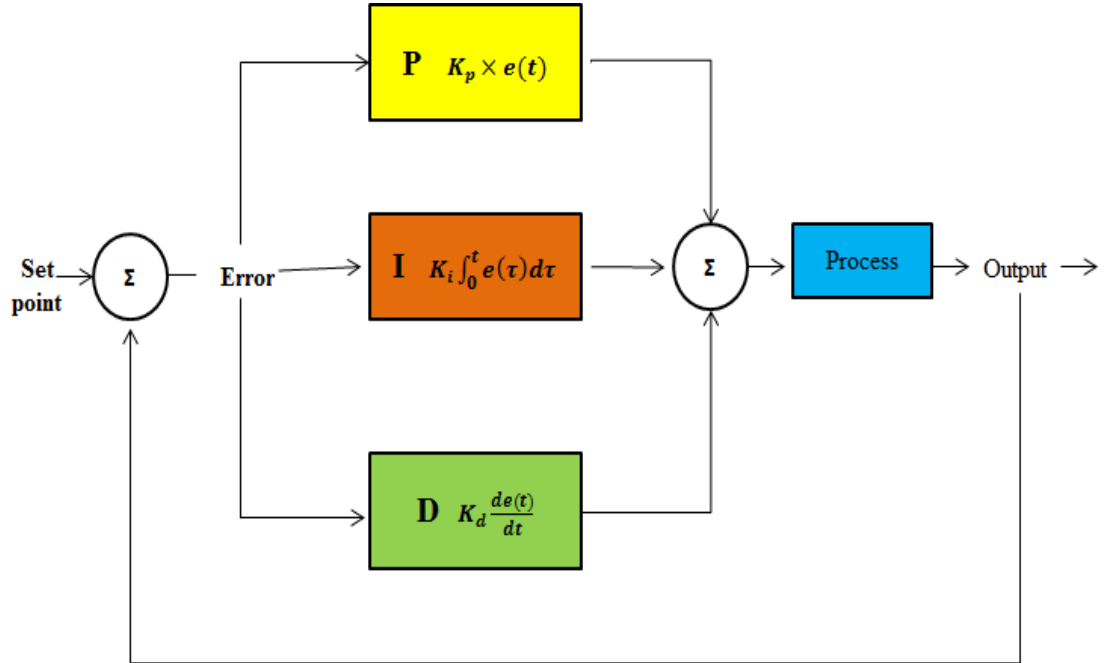 P K_p × e(t)
Set
point
Σ
Error
I K_i ∫_0^t e(τ)dτ
Σ
Process
Output
D K_d de(t)/dt